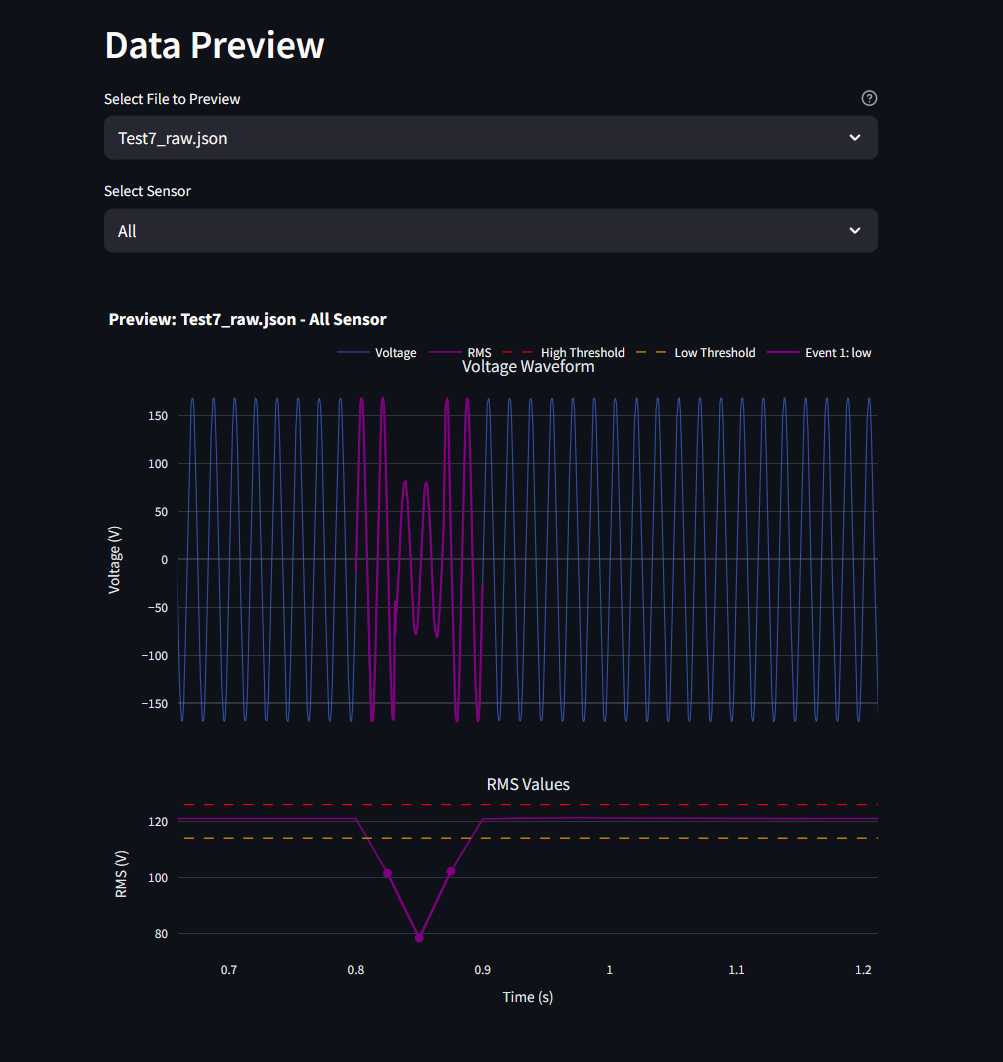 Data Preview
Select File to Preview
Test7_raw.json
Select Sensor
All
Preview: Test7_raw.json - All Sensor
Voltage RMS High Threshold Low Threshold Event 1: low
Voltage Waveform
150
100
50
0
−50
−100
−150
Voltage (V)
RMS Values
120
100
80
RMS (V)
0.7 0.8 0.9 1 1.1 1.2
Time (s)